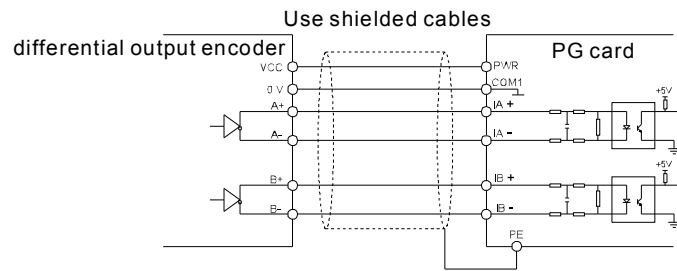 Use shielded cables
differential output encoder
PG card
VCC
PWR
0 V
COM1
A+
IA +
+5V
A-
IA -
+5V
B+
IB +
B-
IB -
PE